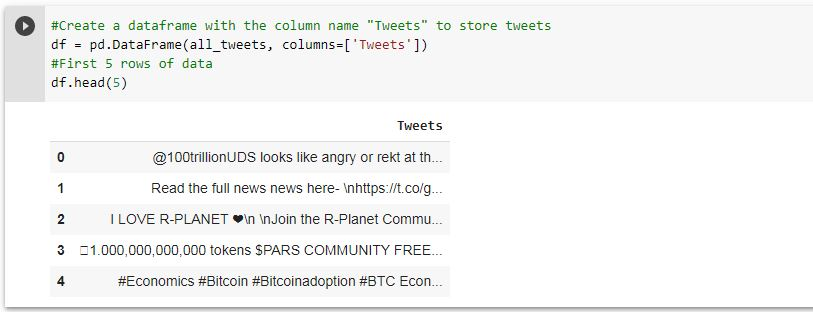 #Create a dataframe with the column name "Tweets" to store tweets
df = pd.DataFrame(all_tweets, columns=['Tweets'])
#First 5 rows of data
df.head(5)
Tweets
0 @100trillionUDS looks like angry or rekt at th...
1 Read the full news news here- \nhttps://t.co/g...
2 I LOVE R-PLANET ❤\n \nJoin the R-Planet Commu...
3 □1.000,000,000,000 tokens $PARS COMMUNITY FREE...
4 #Economics #Bitcoin #Bitcoinadoption #BTC Econ...